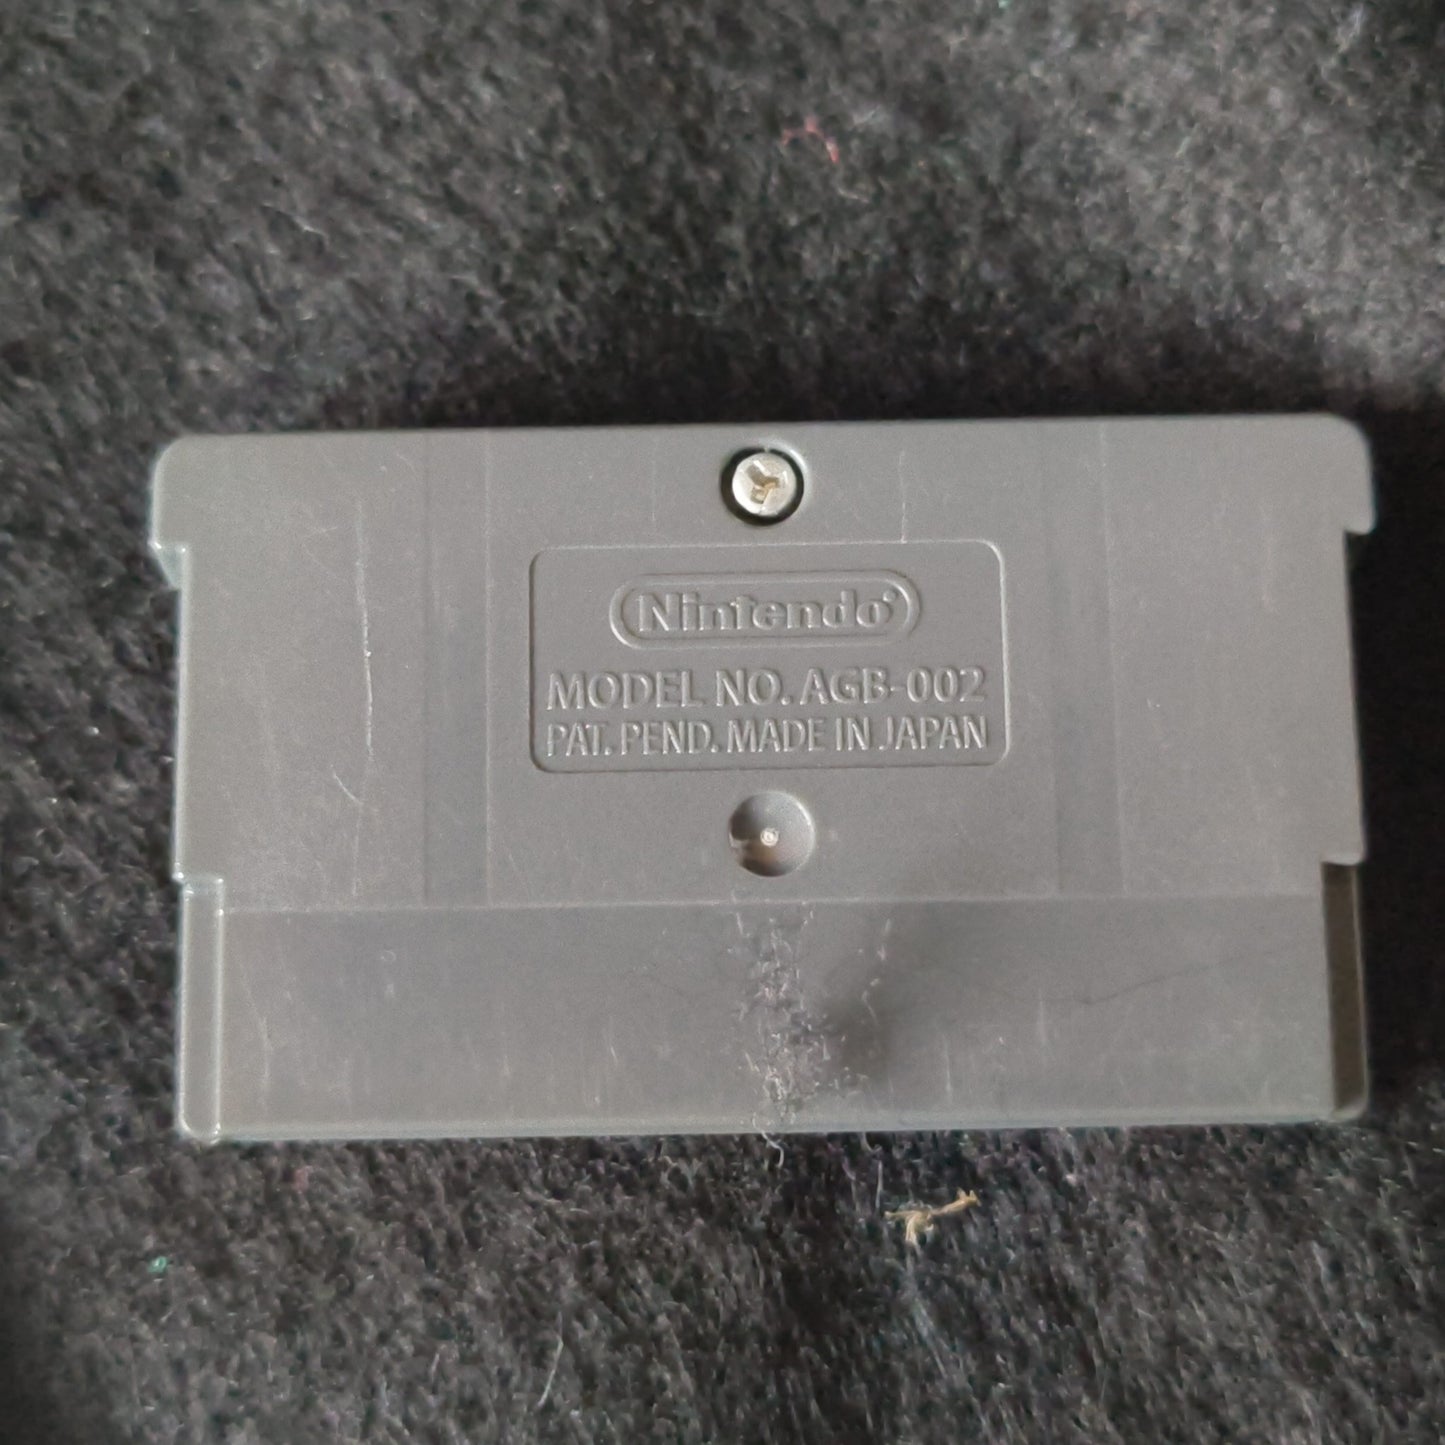 Nintendo
MODEL NO. AGB-002
PAT. PEND. MADE IN JAPAN